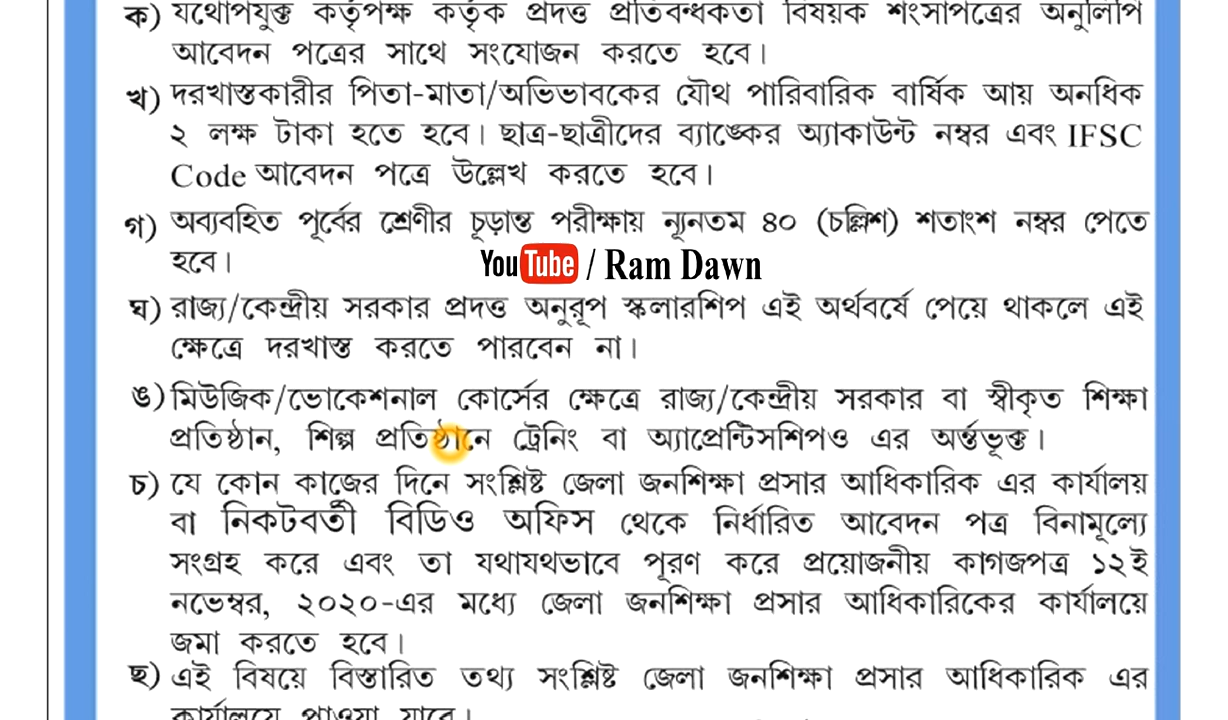 ক) যথোপযুক্ত কর্তৃপক্ষ কর্তৃক প্রদত্ত প্রতিবন্ধকতা বিষয়ক শংসাপত্রের অনুলিপি
আবেদন পত্রের সাথে সংযোজন করতে হবে।
খ) দরখাস্তকারীর পিতা-মাতা/অভিভাবকের যৌথ পারিবারিক বার্ষিক আয় অনধিক
২ লক্ষ টাকা হতে হবে। ছাত্র-ছাত্রীদের ব্যাঙ্কের অ্যাকাউন্ট নম্বর এবং IFSC
Code আবেদন পত্রে উল্লেখ করতে হবে।
গ) অব্যবহিত পূর্বের শ্রেণীর চূড়ান্ত পরীক্ষায় ন্যূনতম ৪০ (চল্লিশ) শতাংশ নম্বর পেতে
হবে।
YouTube / Ram Dawn
ঘ) রাজ্য/কেন্দ্রীয় সরকার প্রদত্ত অনুরূপ স্কলারশিপ এই অর্থবর্ষে পেয়ে থাকলে এই
ক্ষেত্রে দরখাস্ত করতে পারবেন না।
ঙ) মিউজিক/ভোকেশনাল কোর্সের ক্ষেত্রে রাজ্য/কেন্দ্রীয় সরকার বা স্বীকৃত শিক্ষা
প্রতিষ্ঠান, শিল্প প্রতিষ্ঠানে ট্রেনিং বা অ্যাপ্রেন্টিসশিপও এর অর্ন্তভূক্ত।
চ) যে কোন কাজের দিনে সংশ্লিষ্ট জেলা জনশিক্ষা প্রসার আধিকারিক এর কার্যালয়
বা নিকটবর্তী বিডিও অফিস থেকে নির্ধারিত আবেদন পত্র বিনামূল্যে
সংগ্রহ করে এবং তা যথাযথভাবে পূরণ করে প্রয়োজনীয় কাগজপত্র ১২ই
নভেম্বর, ২০২০-এর মধ্যে জেলা জনশিক্ষা প্রসার আধিকারিকের কার্যালয়ে
জমা করতে হবে।
ছ) এই বিষয়ে বিস্তারিত তথ্য সংশ্লিষ্ট জেলা জনশিক্ষা প্রসার আধিকারিক এর
কার্যালয়ে পাওয়া যাবে।